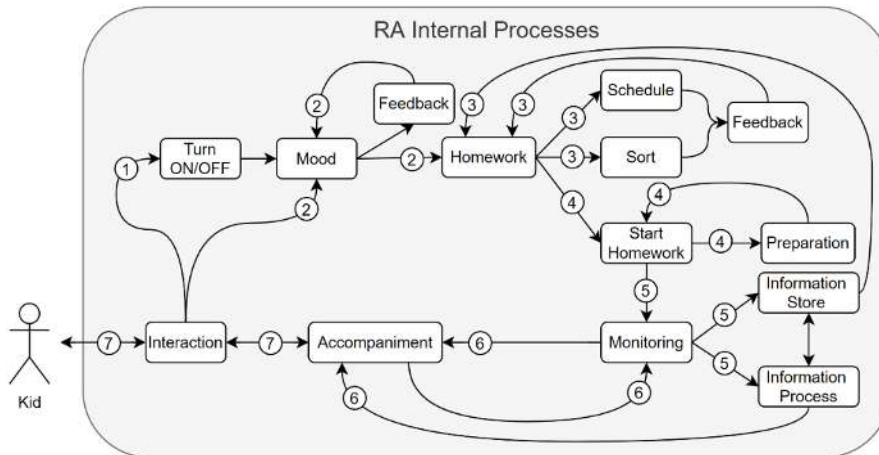 RA Internal Processes
2
3
3
Feedback
Schedule
3
Feedback
1
Turn
ON/OFF
Mood
2
Homework
3
Sort
2
4
4
Start
Homework
4
Preparation
5
Information
Store
5
7
Interaction
7
Accompaniment
6
Monitoring
5
6
6
Information
Process
Kid